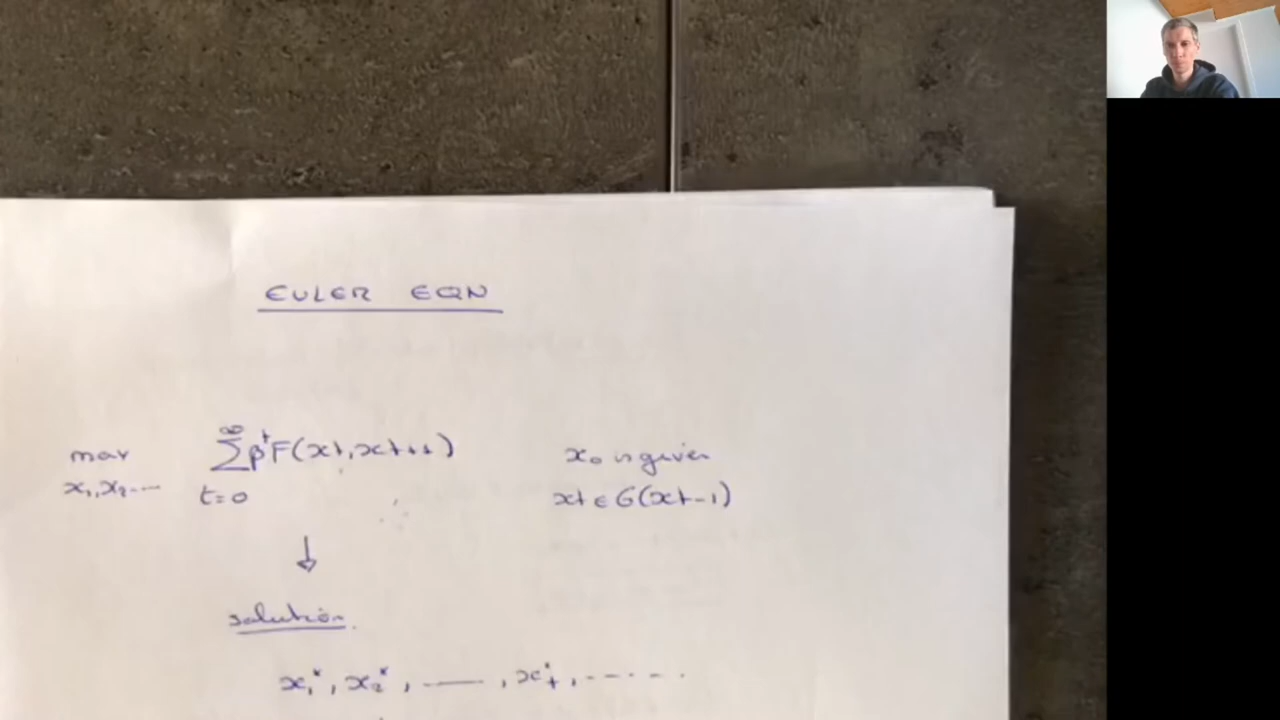 EULER EQN
max ∑_{t=0}^{∞} β^t F(xt, xt+1) x₀ is given
x₁, x₂ .... xt ∈ G(xt-1)
↓
solution.
x₁*, x₂*, ——, xt*, - - - - - .